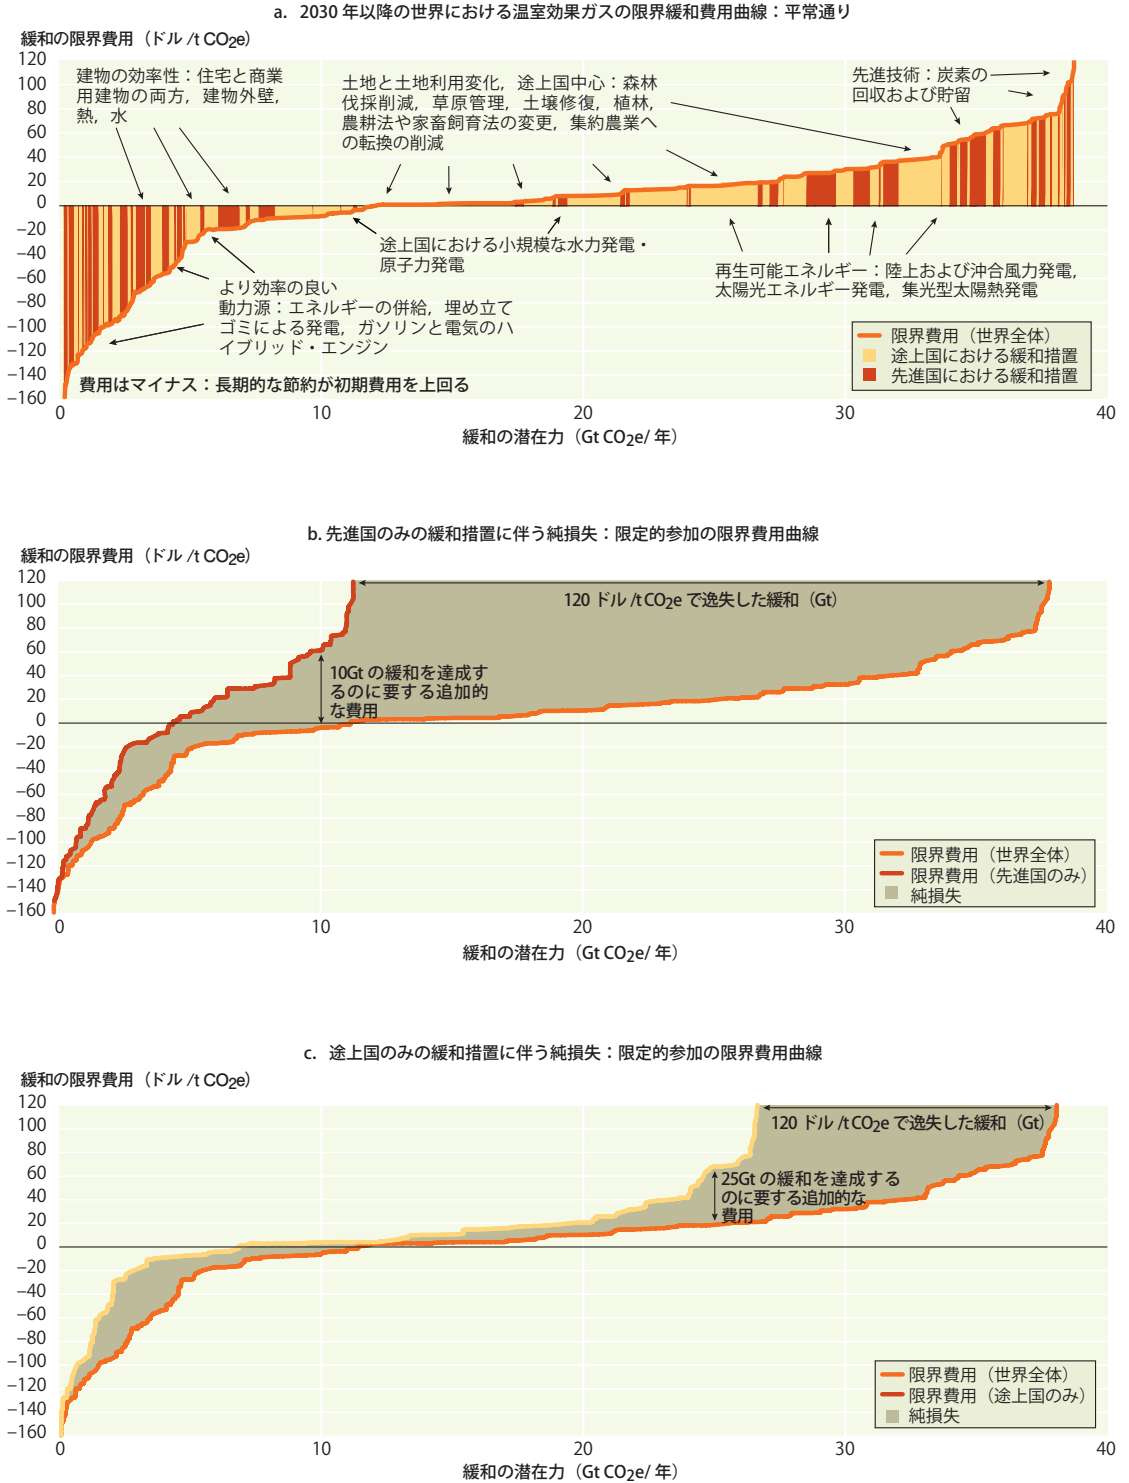 a. 2030 年以降の世界における温室効果ガスの限界緩和費用曲線：平常通り
緩和の限界費用（ドル /t CO2e）
120
100
80
60
40
20
0
−20
−40
−60
−80
−100
−120
−140
−160
建物の効率性：住宅と商業
用建物の両方，建物外壁，
熱，水
土地と土地利用変化，途上国中心：森林
伐採削減，草原管理，土壌修復，植林，
農耕法や家畜飼育法の変更，集約農業へ
の転換の削減
先進技術：炭素の
回収および貯留
途上国における小規模な水力発電・
原子力発電
より効率の良い
動力源：エネルギーの併給，埋め立て
ゴミによる発電，ガソリンと電気のハ
イブリッド・エンジン
再生可能エネルギー：陸上および沖合風力発電，
太陽光エネルギー発電，集光型太陽熱発電
費用はマイナス：長期的な節約が初期費用を上回る
限界費用（世界全体）
途上国における緩和措置
先進国における緩和措置
0 10 20 30 40
緩和の潜在力（Gt CO2e/ 年）
b. 先進国のみの緩和措置に伴う純損失：限定的参加の限界費用曲線
緩和の限界費用（ドル /t CO2e）
120
100
80
60
40
20
0
−20
−40
−60
−80
−100
−120
−140
−160
120 ドル /t CO2e で逸失した緩和（Gt）
10Gt の緩和を達成す
るのに要する追加的
な費用
限界費用（世界全体）
限界費用（先進国のみ）
純損失
0 10 20 30 40
緩和の潜在力（Gt CO2e/ 年）
c. 途上国のみの緩和措置に伴う純損失：限定的参加の限界費用曲線
緩和の限界費用（ドル /t CO2e）
120
100
80
60
40
20
0
−20
−40
−60
−80
−100
−120
−140
−160
120 ドル /t CO2e で逸失した緩和（Gt）
25Gt の緩和を達成する
のに要する追加的な
費用
限界費用（世界全体）
限界費用（途上国のみ）
純損失
0 10 20 30 40
緩和の潜在力（Gt CO2e/ 年）